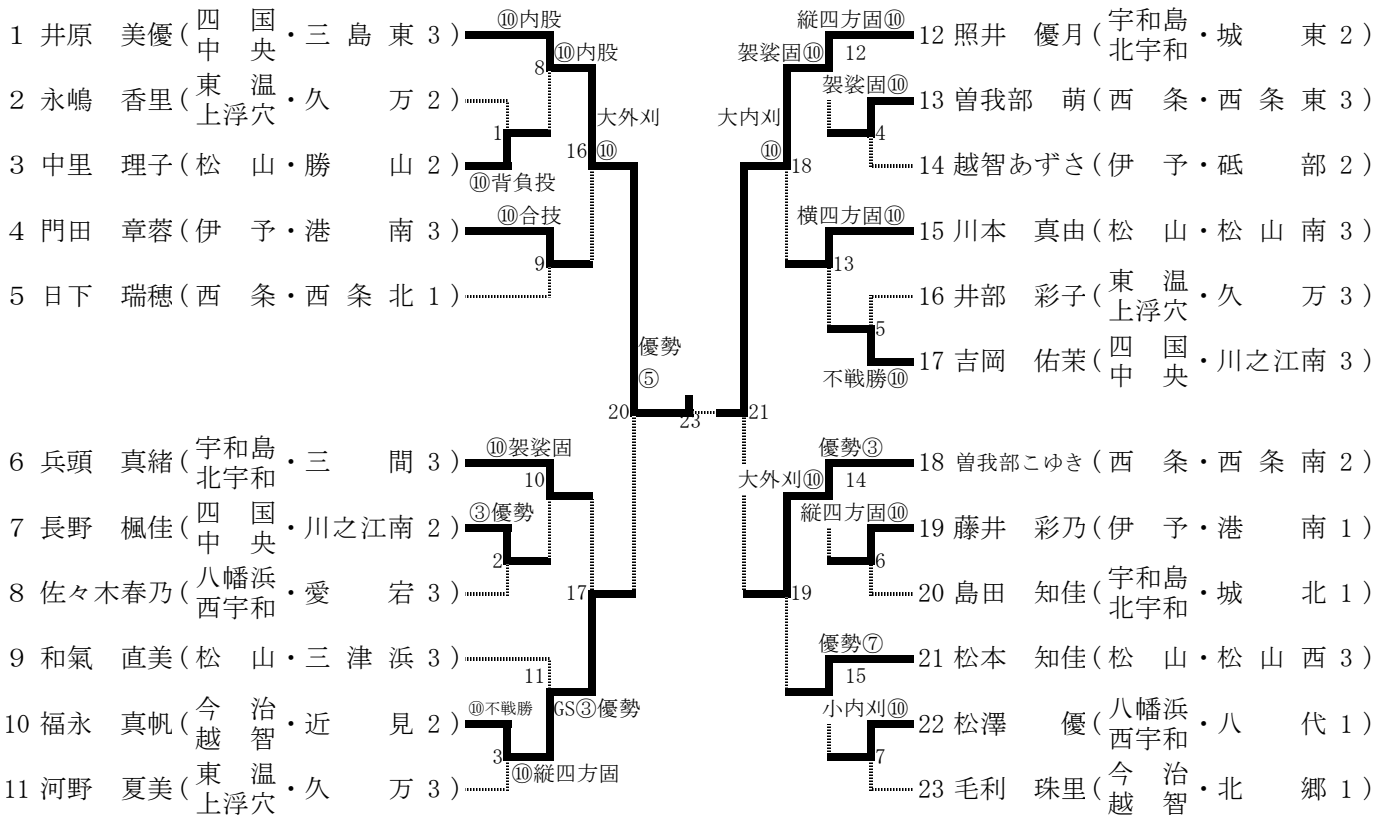 ⑩内股
1 井原 美優(四国中央・三島東 3)
⑩内股
8
2 永嶋 香里(東温上浮穴・久万 2)
1
大外刈
16 ⑩
3 中里 理子(松山・勝山 2)
⑩背負投
⑩合技
4 門田 章蓉(伊予・港南 3)
9
5 日下 瑞穂(西条・西条北 1)
優勢
⑤
20
23
21
6 兵頭 真緒(宇和島北宇和・三間 3)
⑩袈裟固
10
7 長野 楓佳(四国中央・川之江南 2)
③優勢
2
8 佐々木春乃(八幡浜西宇和・愛宕 3)
17
9 和氣 直美(松山・三津浜 3)
11
10 福永 真帆(今治越智・近見 2)
⑩不戦勝
GS③優勢
3
⑩縦四方固
11 河野 夏美(東温上浮穴・久万 3)
縦四方固⑩
12 照井 優月(宇和島北宇和・城東 2)
12
袈裟固⑩
袈裟固⑩
13 曽我部 萌(西条・西条東 3)
4
大内刈
⑩
18
14 越智あずさ(伊予・砥部 2)
横四方固⑩
15 川本 真由(松山・松山南 3)
13
16 井部 彩子(東温上浮穴・久万 3)
5
17 吉岡 佑茉(四国中央・川之江南 3)
不戦勝⑩
優勢③
18 曽我部こゆき(西条・西条南 2)
大外刈⑩
14
縦四方固⑩
19 藤井 彩乃(伊予・港南 1)
6
20 島田 知佳(宇和島北宇和・城北 1)
19
優勢⑦
21 松本 知佳(松山・松山西 3)
15
小内刈⑩
22 松澤 優(八幡浜西宇和・八代 1)
7
23 毛利 珠里(今治越智・北郷 1)